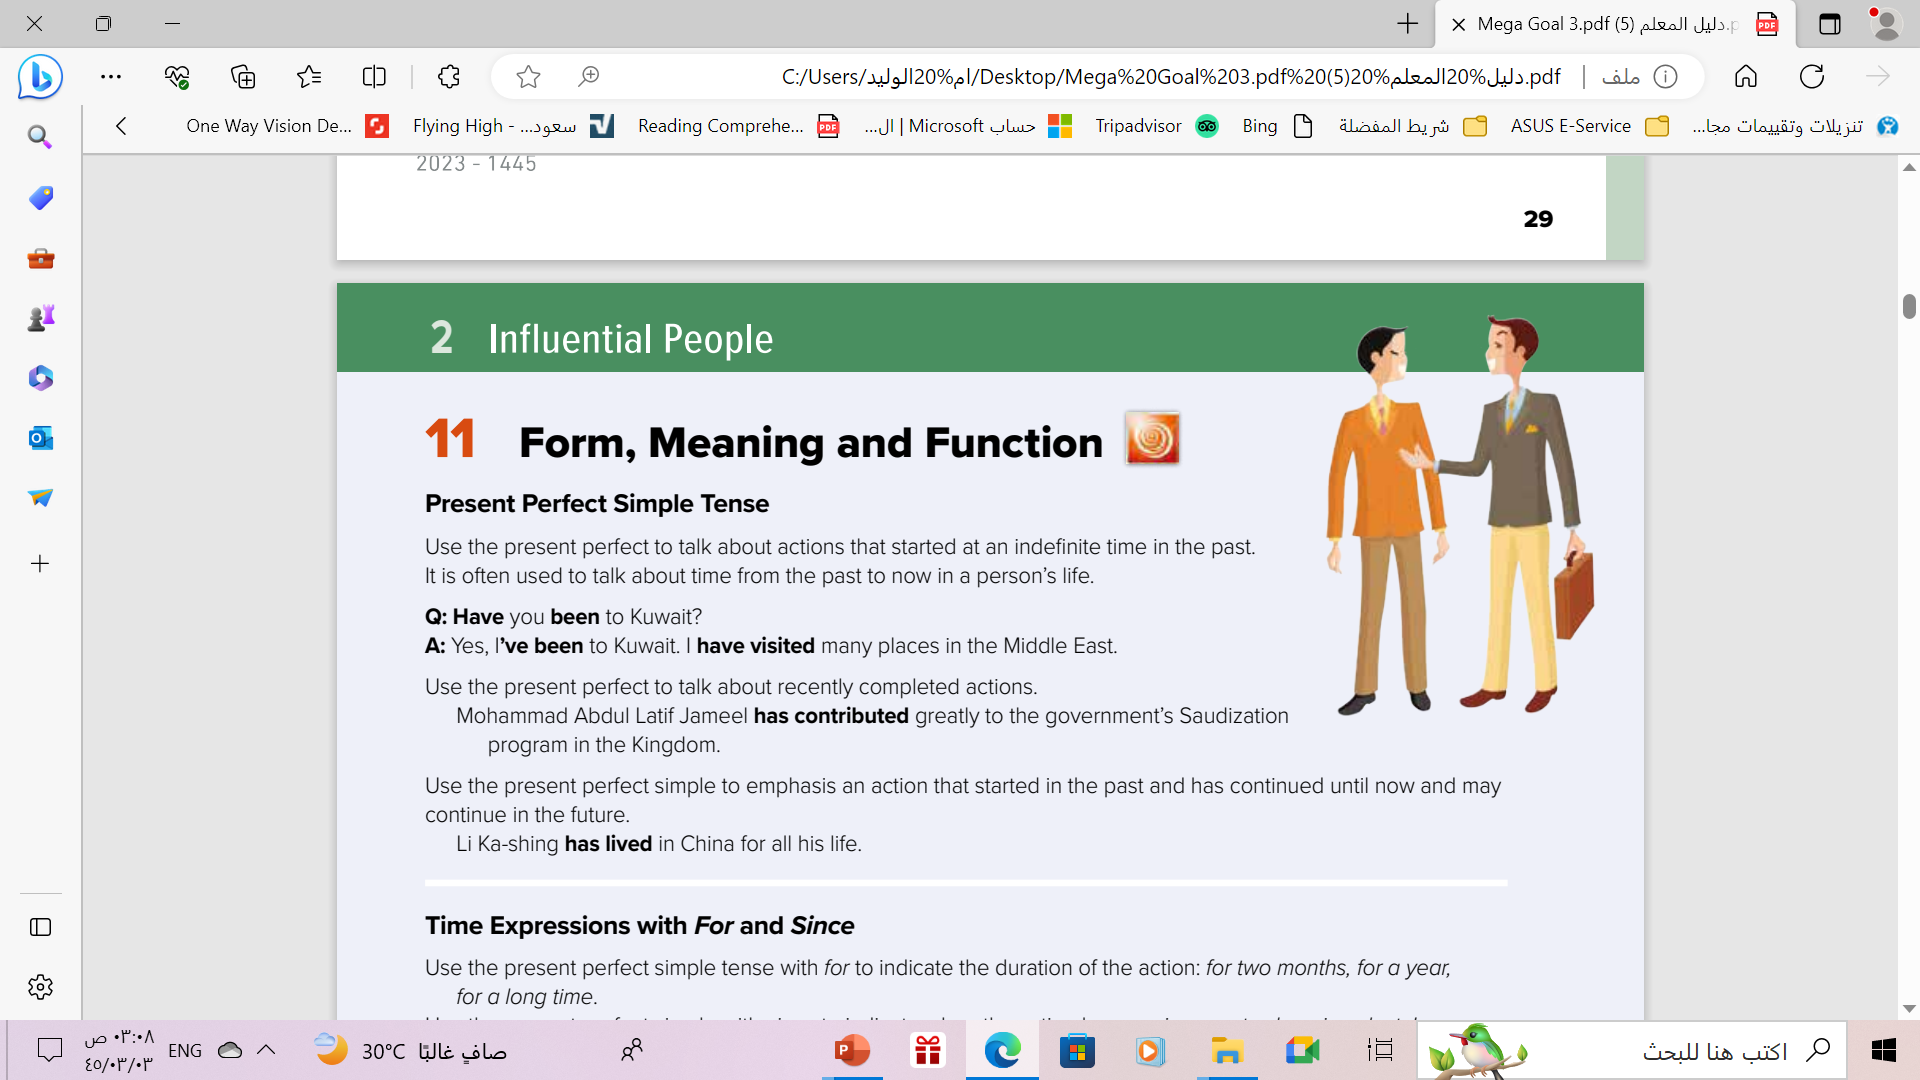 Mega Goal 3.pdf (5) دليل المعلم.p
C:/Users/ام%20الوليد/Desktop/Mega%20Goal%203.pdf%20(5)%20دليل%20المعلم.pdf
ملف
One Way Vision De...
Flying High - سعود...
Reading Comprehe...
حساب Microsoft | ال...
Tripadvisor
Bing
شريط المفضلة
ASUS E-Service
تنزيلات وتقييمات مجا...
2023 - 1445
29
2 Influential People
11 Form, Meaning and Function
Present Perfect Simple Tense
Use the present perfect to talk about actions that started at an indefinite time in the past.
It is often used to talk about time from the past to now in a person's life.
Q: Have you been to Kuwait?
A: Yes, I've been to Kuwait. I have visited many places in the Middle East.
Use the present perfect to talk about recently completed actions.
Mohammad Abdul Latif Jameel has contributed greatly to the government's Saudization
program in the Kingdom.
Use the present perfect simple to emphasis an action that started in the past and has continued until now and may
continue in the future.
Li Ka-shing has lived in China for all his life.
Time Expressions with For and Since
Use the present perfect simple tense with for to indicate the duration of the action: for two months, for a year,
for a long time.
٠٣:٠٨ ص
٤٥/٠٣/٠٣
ENG
30°C صافٍ غالبًا
اكتب هنا للبحث